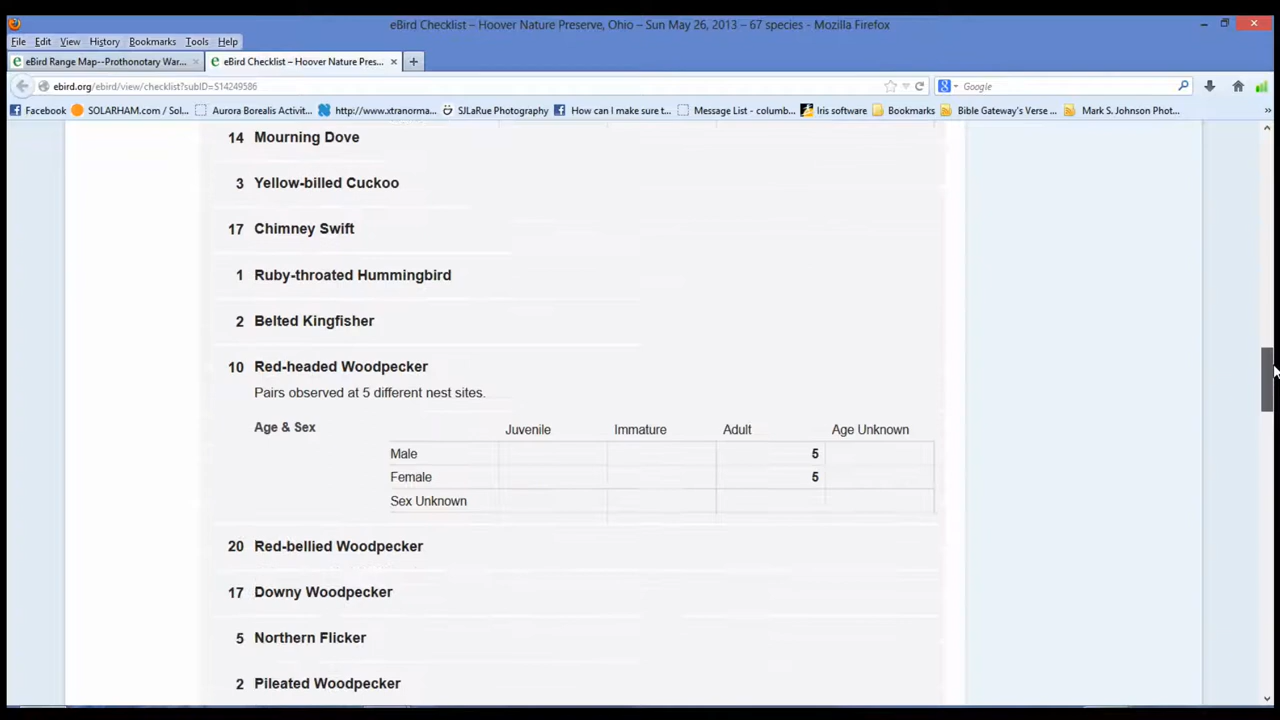 eBird Checklist – Hoover Nature Preserve, Ohio – Sun May 26, 2013 – 67 species - Mozilla Firefox
File Edit View History Bookmarks Tools Help
eBird Range Map--Prothonotary War... × eBird Checklist – Hoover Nature Pres... × +
ebird.org/ebird/view/checklist?subID=S14249586 Google
Facebook SOLARHAM.com / Sol... Aurora Borealis Activit... http://www.xtranorma... SJLaRue Photography How can I make sure t... Message List - columb... Iris software Bookmarks Bible Gateway's Verse ... Mark S. Johnson Phot... »
14 Mourning Dove
3 Yellow-billed Cuckoo
17 Chimney Swift
1 Ruby-throated Hummingbird
2 Belted Kingfisher
10 Red-headed Woodpecker
Pairs observed at 5 different nest sites.
Age & Sex Juvenile Immature Adult Age Unknown
Male 5
Female 5
Sex Unknown
20 Red-bellied Woodpecker
17 Downy Woodpecker
5 Northern Flicker
2 Pileated Woodpecker